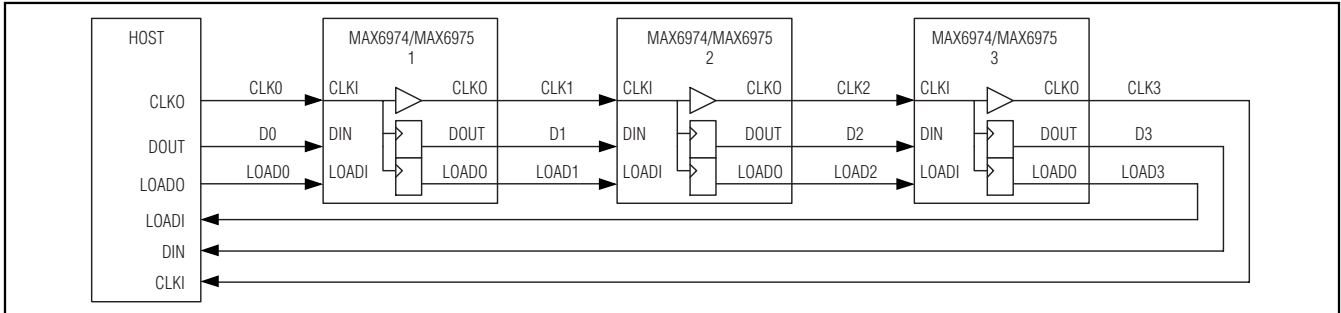 HOST
MAX6974/MAX6975
1
MAX6974/MAX6975
2
MAX6974/MAX6975
3
CLKO CLK0 CLKI CLKO CLK1 CLKI CLKO CLK2 CLKI CLKO CLK3
DOUT D0 DIN DOUT D1 DIN DOUT D2 DIN DOUT D3
LOADO LOAD0 LOADI LOADO LOAD1 LOADI LOADO LOAD2 LOADI LOADO LOAD3
LOADI
DIN
CLKI